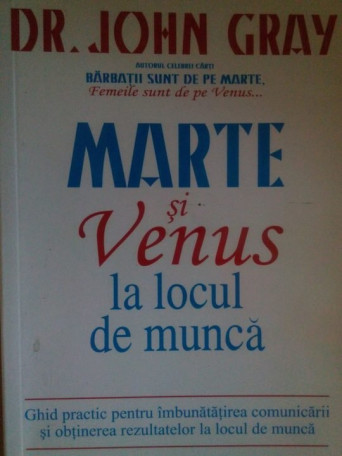 DR. JOHN GRAY
AUTORUL CELEBREI CĂRȚI
BĂRBAȚII SUNT DE PE MARTE,
Femeile sunt de pe Venus...
MARTE
și
Venus
la locul
de muncă
Ghid practic pentru îmbunătățirea comunicării
și obținerea rezultatelor la locul de muncă